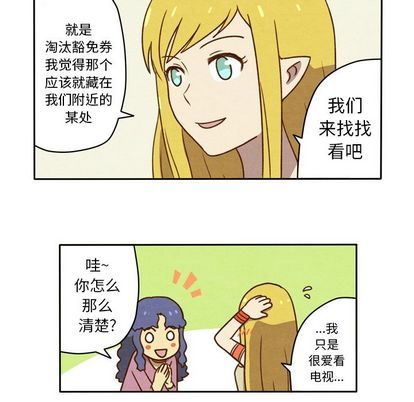 就是
淘汰豁免券
我觉得那个
应该就藏在
我们附近的
某处
我们
来找找
看吧
哇~
你怎么
那么
清楚?
...我
只是
很爱看
电视...